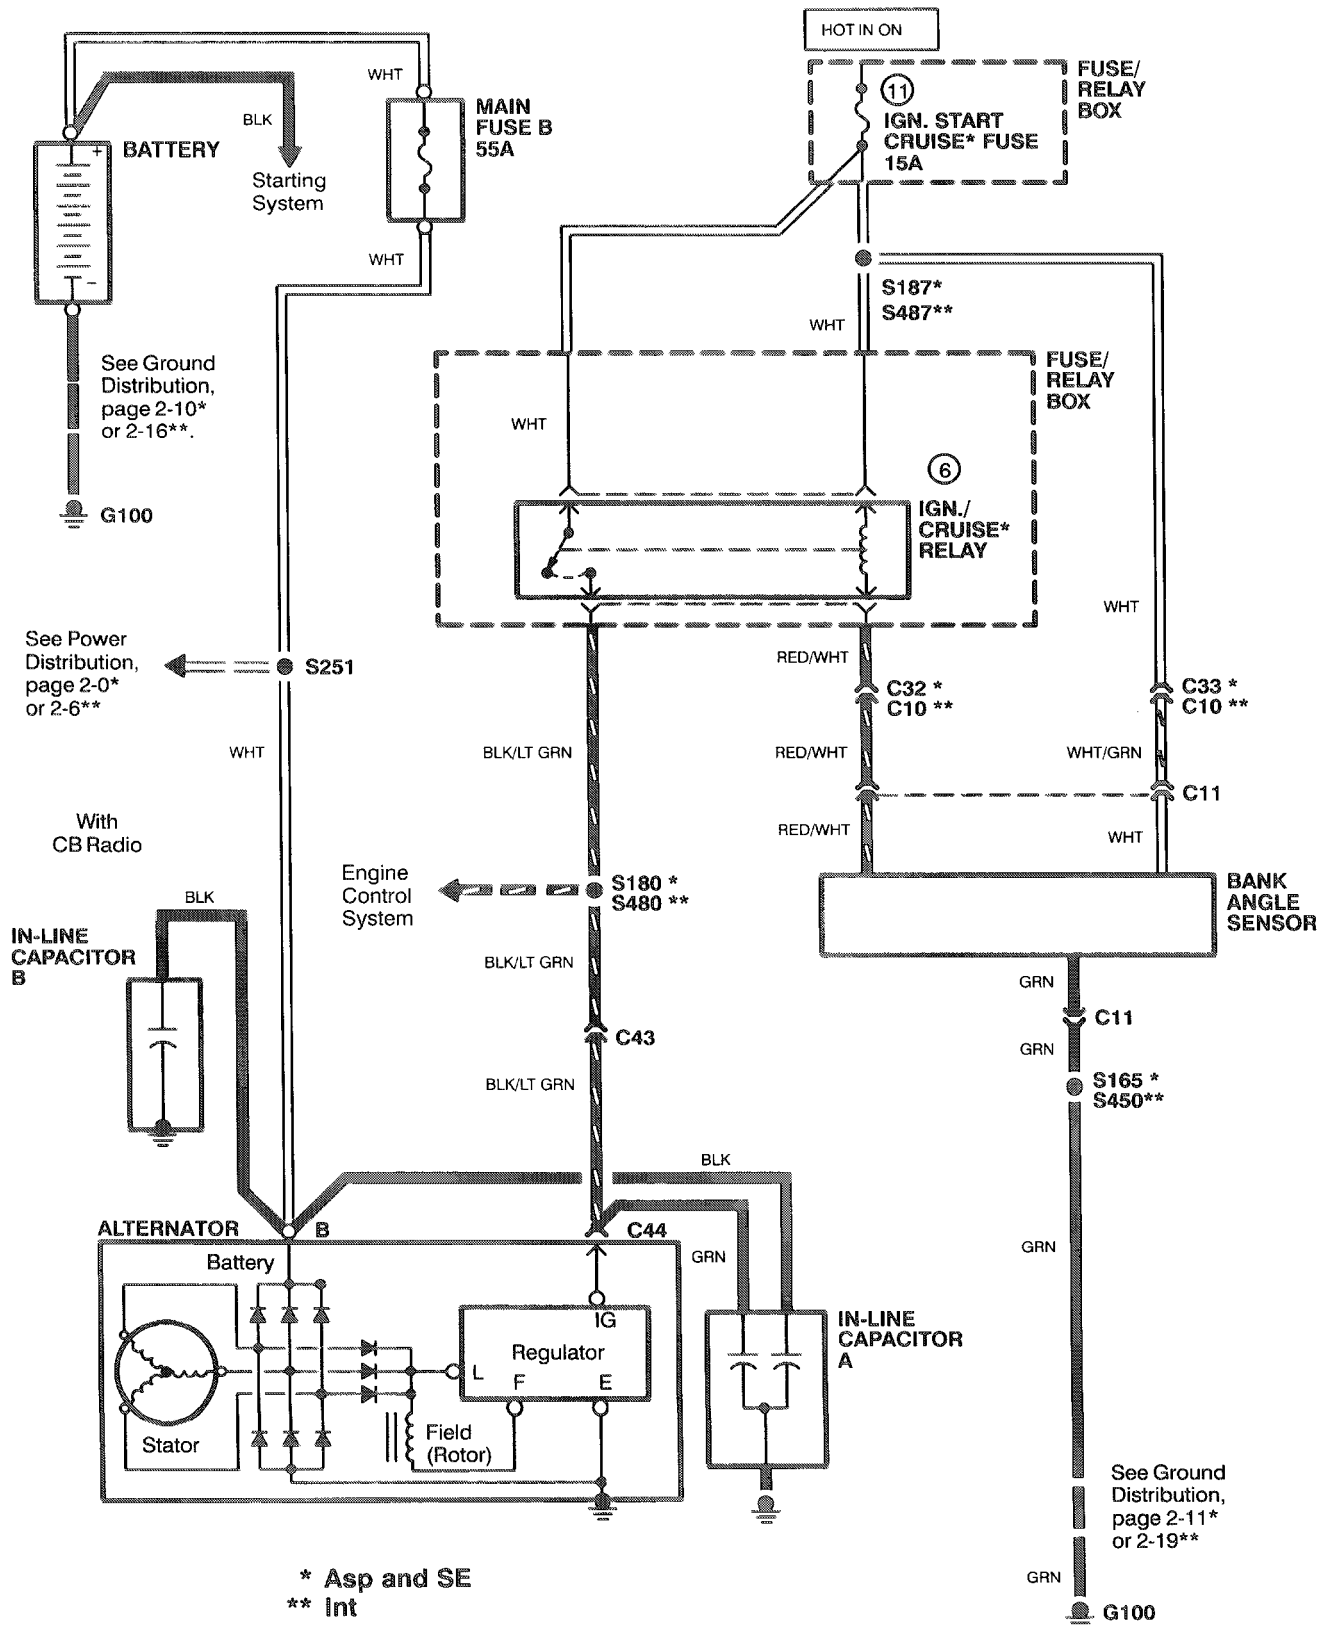 HOT IN ON
WHT
MAIN
FUSE B
55A
BLK
BATTERY
+
−
Starting
System
WHT
11
IGN. START
CRUISE* FUSE
15A
FUSE/
RELAY
BOX
S187*
S487**
WHT
See Ground
Distribution,
page 2-10*
or 2-16**.
G100
FUSE/
RELAY
BOX
WHT
6
IGN./
CRUISE*
RELAY
WHT
See Power
Distribution,
page 2-0*
or 2-6**
S251
RED/WHT
C32 *
C10 **
C33 *
C10 **
WHT
BLK/LT GRN
RED/WHT
WHT/GRN
C11
With
CB Radio
RED/WHT
WHT
Engine
Control
System
S180 *
S480 **
BANK
ANGLE
SENSOR
BLK
IN-LINE
CAPACITOR
B
BLK/LT GRN
GRN
C11
C43
GRN
BLK/LT GRN
S165 *
S450**
BLK
ALTERNATOR
B
C44
GRN
GRN
Battery
IG
Regulator
L
F
E
IN-LINE
CAPACITOR
A
Stator
Field
(Rotor)
See Ground
Distribution,
page 2-11*
or 2-19**
GRN
G100
* Asp and SE
** Int